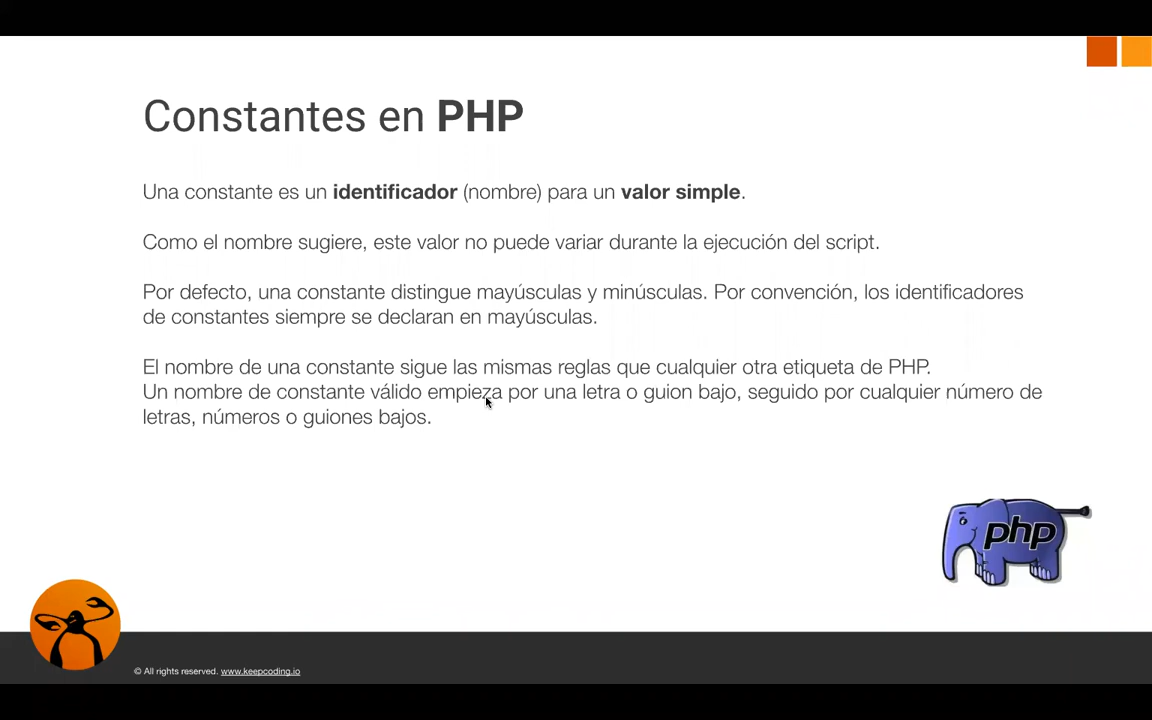 Constantes en PHP
Una constante es un identificador (nombre) para un valor simple.
Como el nombre sugiere, este valor no puede variar durante la ejecución del script.
Por defecto, una constante distingue mayúsculas y minúsculas. Por convención, los identificadores
de constantes siempre se declaran en mayúsculas.
El nombre de una constante sigue las mismas reglas que cualquier otra etiqueta de PHP.
Un nombre de constante válido empieza por una letra o guion bajo, seguido por cualquier número de
letras, números o guiones bajos.
php
© All rights reserved. www.keepcoding.io